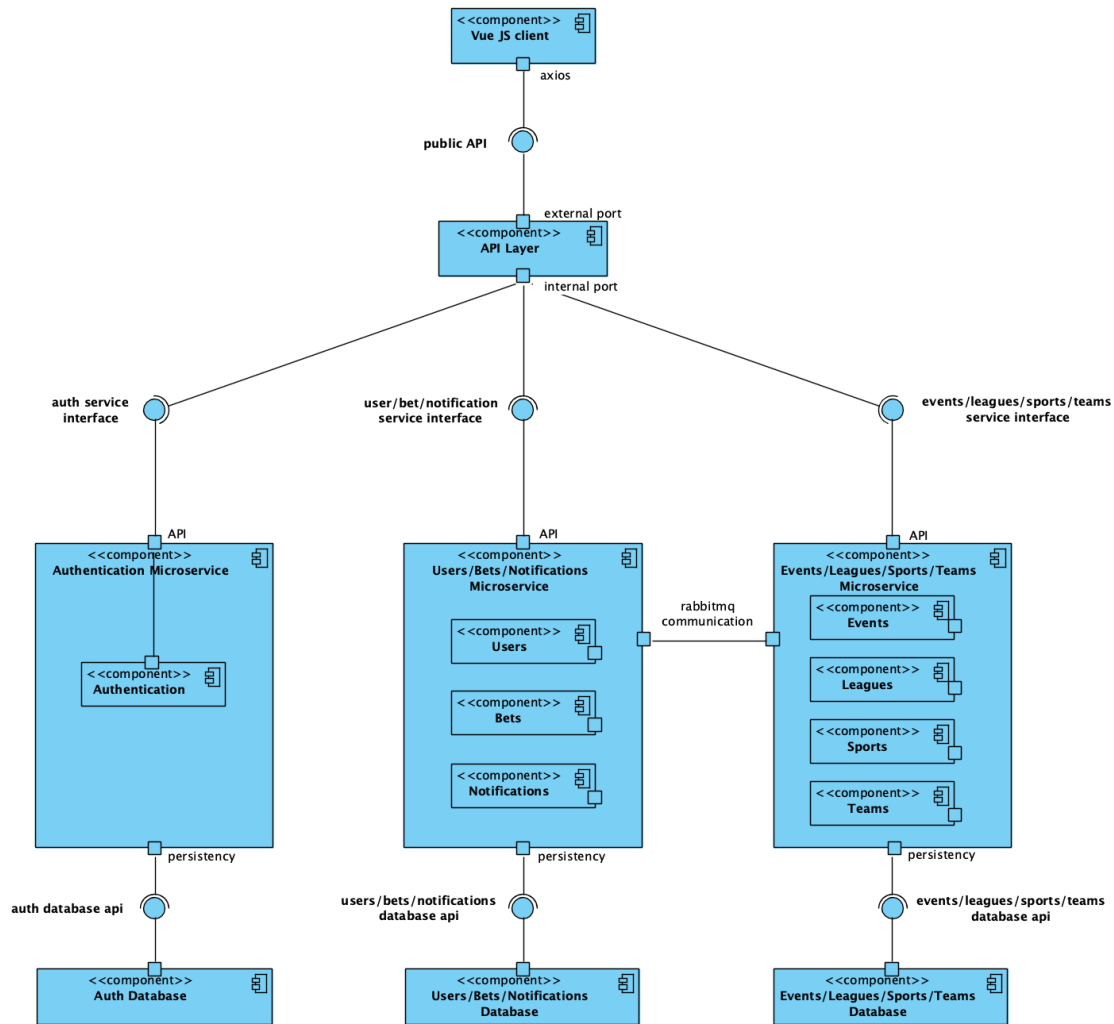 <<component>>
Vue JS client
axios
public API
external port
<<component>>
API Layer
internal port
auth service
interface
user/bet/notification
service interface
events/leagues/sports/teams
service interface
API
API
API
<<component>>
Authentication Microservice
<<component>>
Authentication
<<component>>
Users/Bets/Notifications
Microservice
<<component>>
Users
<<component>>
Bets
<<component>>
Notifications
rabbitmq
communication
<<component>>
Events/Leagues/Sports/Teams
Microservice
<<component>>
Events
<<component>>
Leagues
<<component>>
Sports
<<component>>
Teams
persistency
persistency
persistency
auth database api
users/bets/notifications
database api
events/leagues/sports/teams
database api
<<component>>
Auth Database
<<component>>
Users/Bets/Notifications
Database
<<component>>
Events/Leagues/Sports/Teams
Database